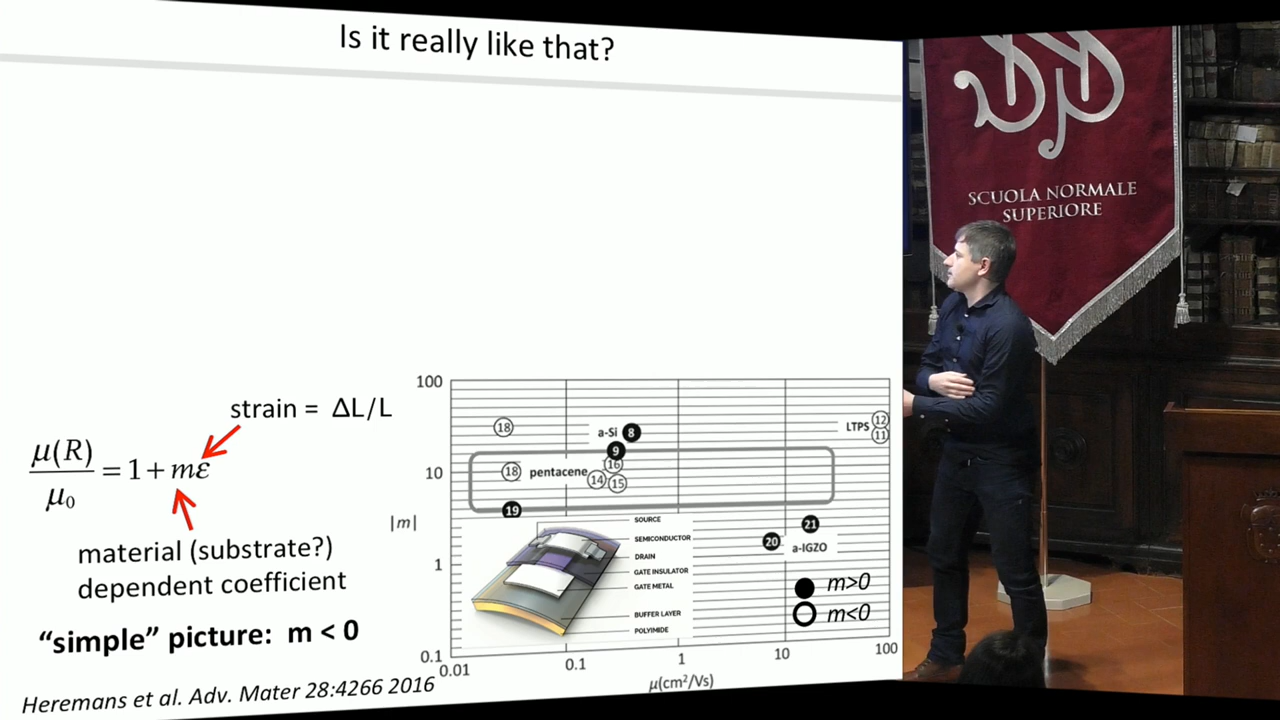 Is it really like that?
strain = ΔL/L
μ(R)/μ₀ = 1 + mε
material (substrate?)
dependent coefficient
“simple” picture: m < 0
Heremans et al. Adv. Mater 28:4266 2016
100
10
1
0.1
|m|
0.01
0.1
1
10
100
μ(cm²/Vs)
18
a-Si 8
9
LTPS 12
11
18 pentacene 16
14 15
19
21
20
a-IGZO
m>0
m<0
SOURCE
SEMICONDUCTOR
DRAIN
GATE INSULATOR
GATE METAL
BUFFER LAYER
POLYIMIDE
SCUOLA NORMALE
SUPERIORE